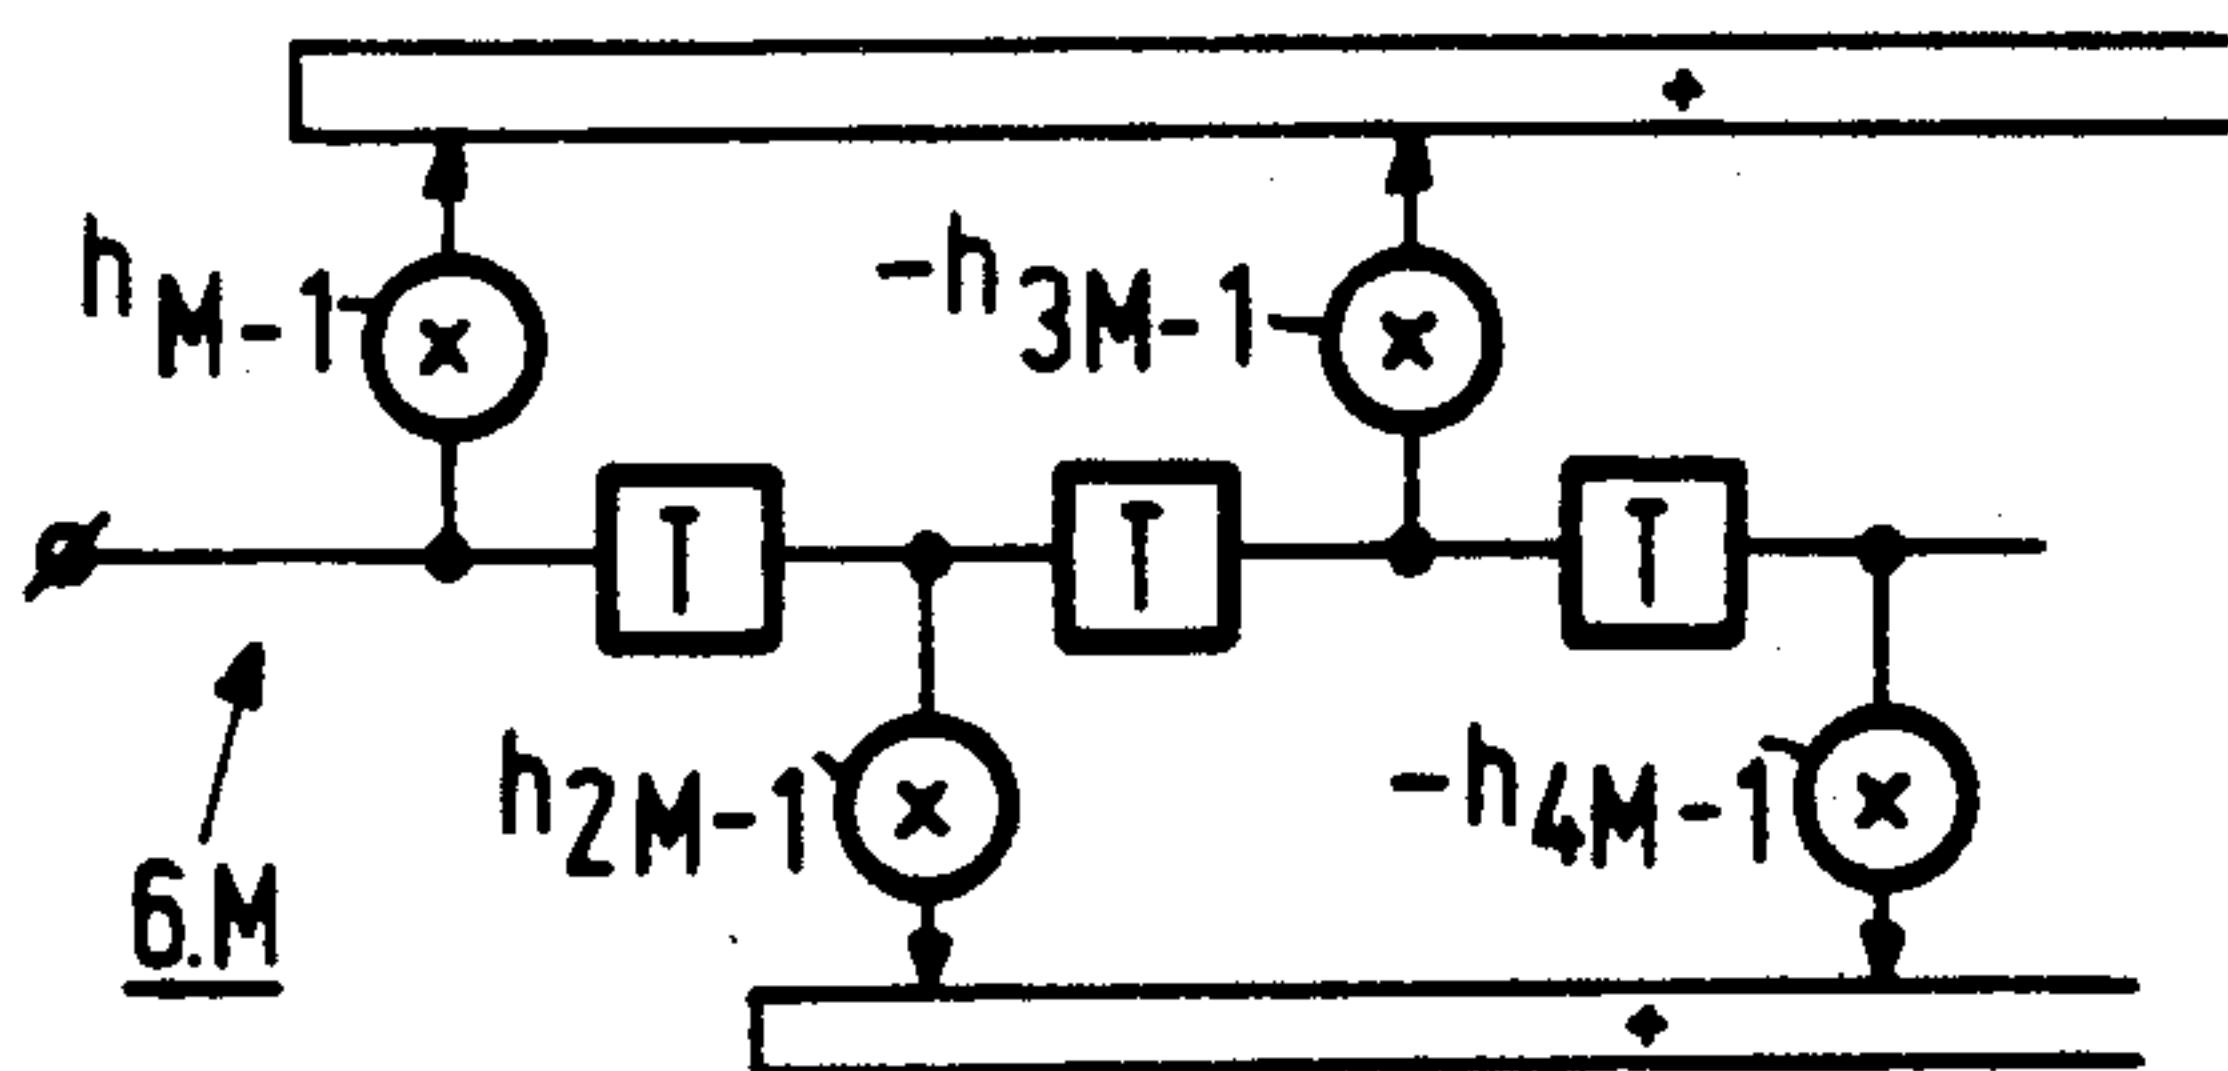 +
h M-1
-h 3M-1
× ×
T T T
h 2M-1
-h 4M-1
× ×
6.M
+